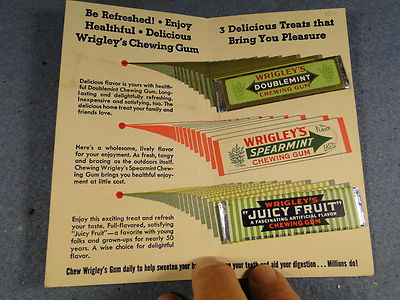 Be Refreshed! • Enjoy
Healthful • Delicious
Wrigley's Chewing Gum
3 Delicious Treats that
Bring You Pleasure
Delicious flavor is yours with health-
ful Doublemint Chewing Gum. Long-
lasting and delightfully refreshing.
Inexpensive and satisfying, too. The
delicious home treat your family and
friends love.
WRIGLEY'S
DOUBLEMINT
CHEWING GUM
Here's a wholesome, lively flavor
for your enjoyment. As fresh, tangy
and bracing as the outdoors itself.
Chewing Wrigley's Spearmint Chew-
ing Gum brings you healthful enjoy-
ment at little cost.
WRIGLEY'S
SPEARMINT
CHEWING GUM
FLAVOR
Enjoy this exciting treat and refresh
your taste. Full-flavored, satisfying
"Juicy Fruit"—a favorite with young
folks and grown-ups for nearly 50
years. A wise choice for delightful
flavor.
WRIGLEY'S
"JUICY FRUIT"
A FASCINATING ARTIFICIAL FLAVOR
CHEWING GUM
Chew Wrigley's Gum daily to help sweeten your your teeth and aid your digestion . . . Millions do!